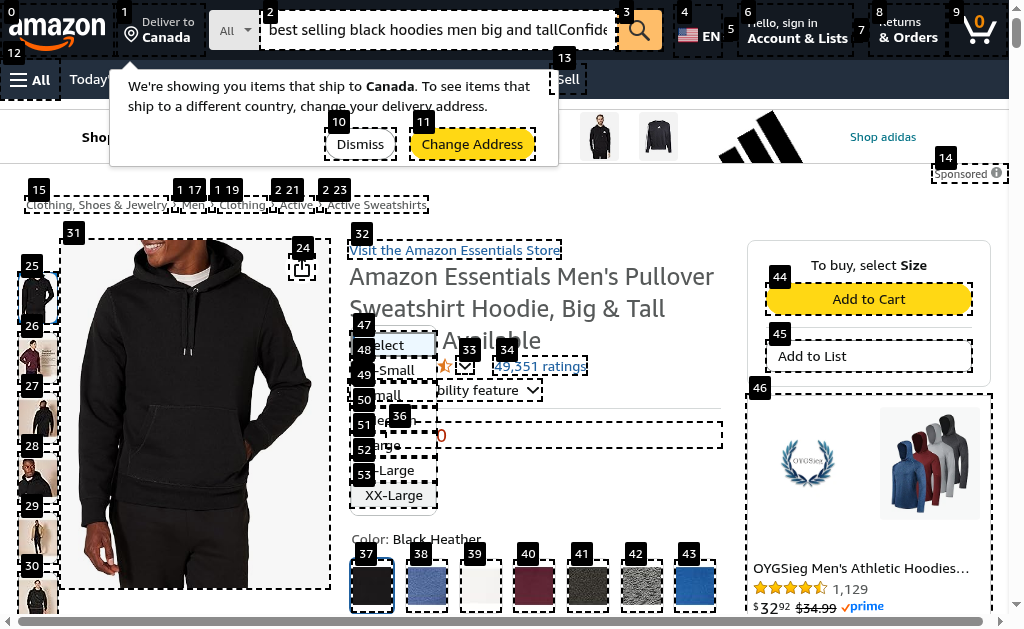 amazon
Deliver to
Canada
All
best selling black hoodies men big and tallConfide
EN
Hello, sign in
Account & Lists
Returns
& Orders
0
All
Today'
Sell
We're showing you items that ship to Canada. To see items that
ship to a different country, change your delivery address.
Dismiss
Change Address
Shop adidas
Sponsored
Clothing, Shoes & Jewelry › Men › Clothing › Active › Active Sweatshirts
Visit the Amazon Essentials Store
Amazon Essentials Men's Pullover
Sweatshirt Hoodie, Big & Tall
Available
49,351 ratings
bility feature
0
XX-Large
Color: Black Heather
To buy, select Size
Add to Cart
Add to List
OYGSieg
OYGSieg Men's Athletic Hoodies...
1,129
$3292 $34.99 prime
0
1
2
3
4
5
6
7
8
9
10
11
12
13
14
15
1 17
1 19
2 21
2 23
24
25
26
27
28
29
30
31
32
33
34
36
37
38
39
40
41
42
43
44
45
46
47
48
49
50
51
52
53